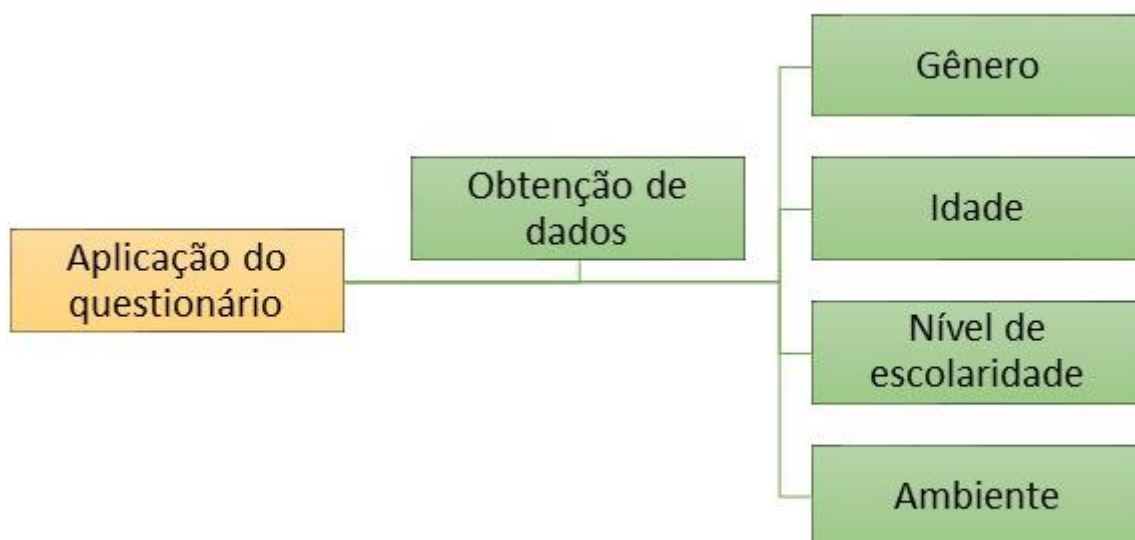 Aplicação do
questionário
Obtenção de
dados
Gênero
Idade
Nível de
escolaridade
Ambiente